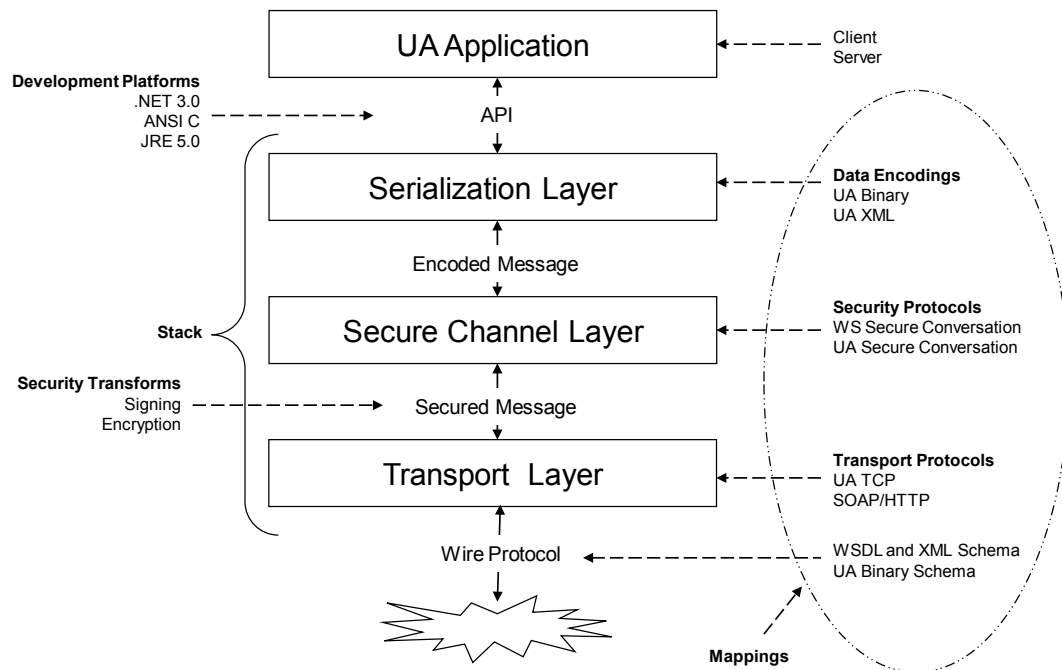 UA Application
Client
Server
Development Platforms
.NET 3.0
ANSI C
JRE 5.0
API
Serialization Layer
Data Encodings
UA Binary
UA XML
Encoded Message
Stack
Secure Channel Layer
Security Protocols
WS Secure Conversation
UA Secure Conversation
Security Transforms
Signing
Encryption
Secured Message
Transport Layer
Transport Protocols
UA TCP
SOAP/HTTP
Wire Protocol
WSDL and XML Schema
UA Binary Schema
Mappings